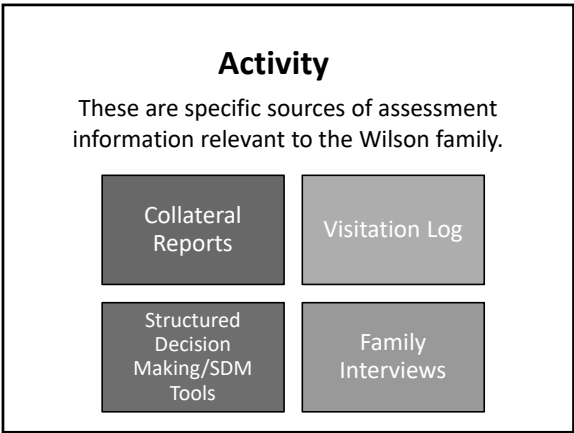 Activity
These are specific sources of assessment
information relevant to the Wilson family.
Collateral
Reports
Visitation Log
Structured
Decision
Making/SDM
Tools
Family
Interviews